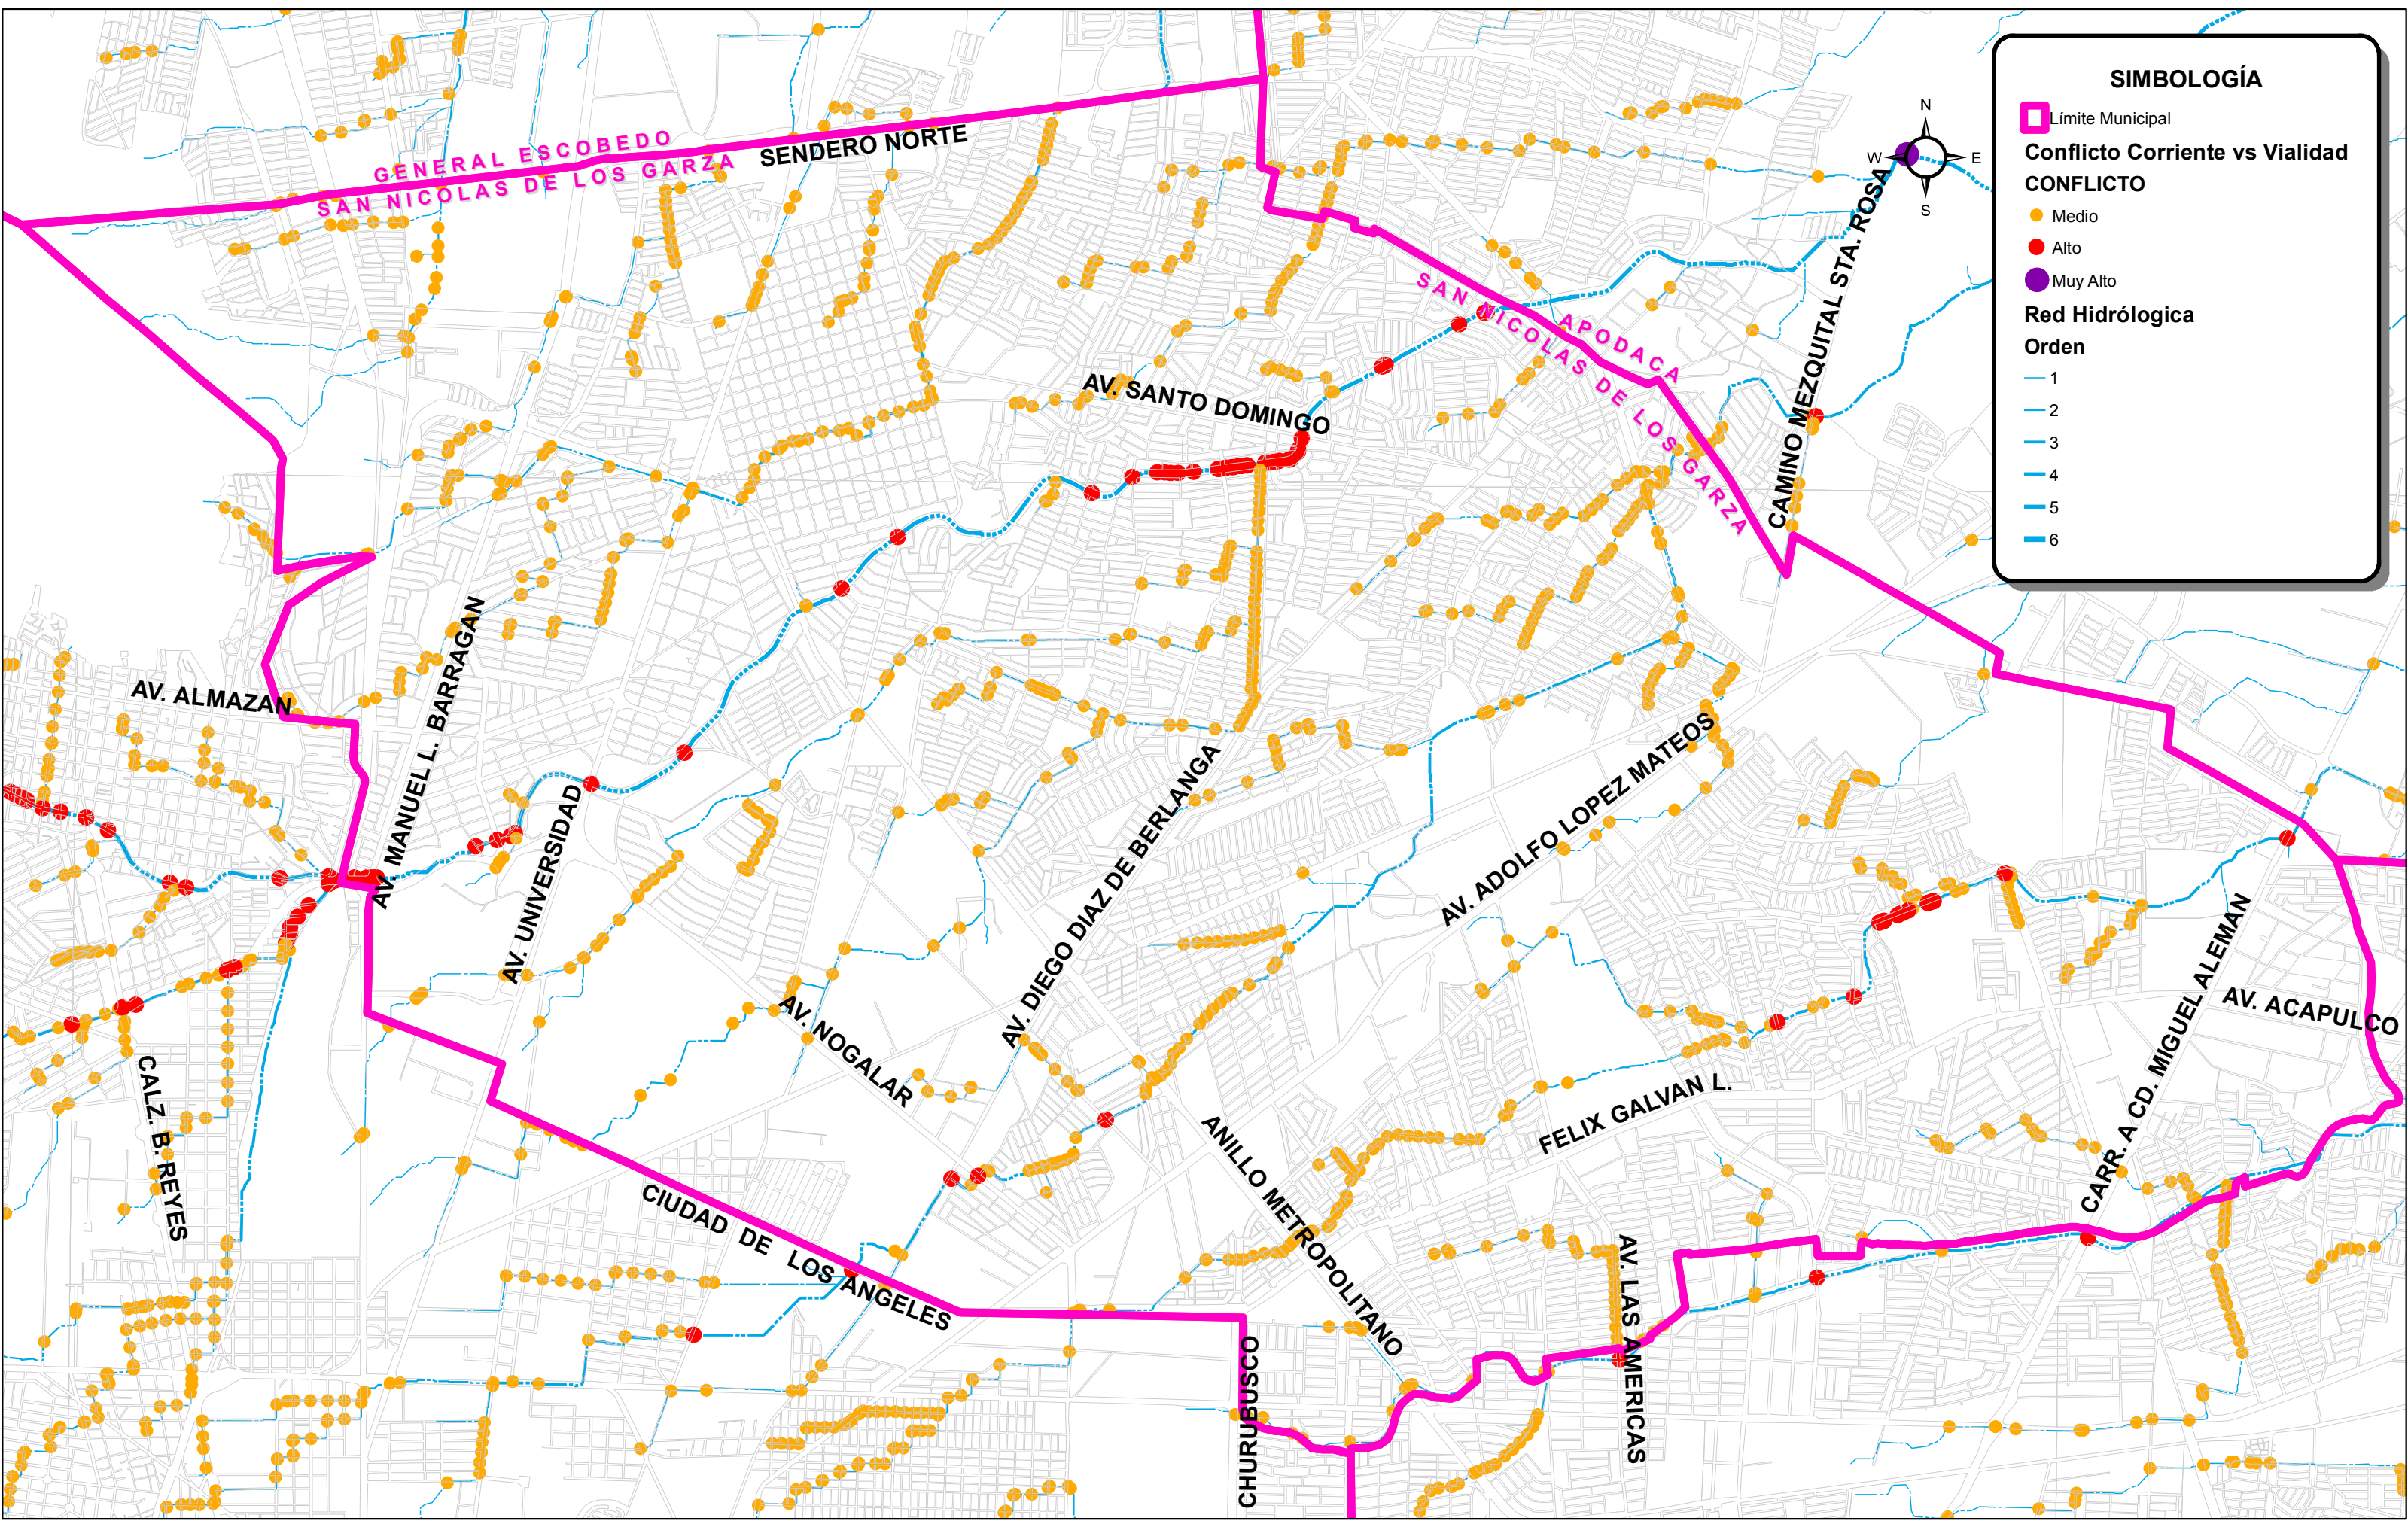 SIMBOLOGÍA
Límite Municipal
Conflicto Corriente vs Vialidad
CONFLICTO
Medio
Alto
Muy Alto
Red Hidrólogica
Orden
1
2
3
4
5
6
N
W
E
S
GENERAL ESCOBEDO
SAN NICOLAS DE LOS GARZA
SENDERO NORTE
CAMINO MEZQUITAL STA. ROSA
APODACA
SAN NICOLAS DE LOS GARZA
AV. SANTO DOMINGO
AV. MANUEL L. BARRAGAN
AV. ALMAZAN
AV. UNIVERSIDAD
AV. DIEGO DIAZ DE BERLANGA
AV. ADOLFO LOPEZ MATEOS
AV. NOGALAR
CARR. A CD. MIGUEL ALEMAN
AV. ACAPULCO
CALZ. B. REYES
FELIX GALVAN L.
ANILLO METROPOLITANO
CIUDAD DE LOS ANGELES
AV. LAS AMERICAS
CHURUBUSCO